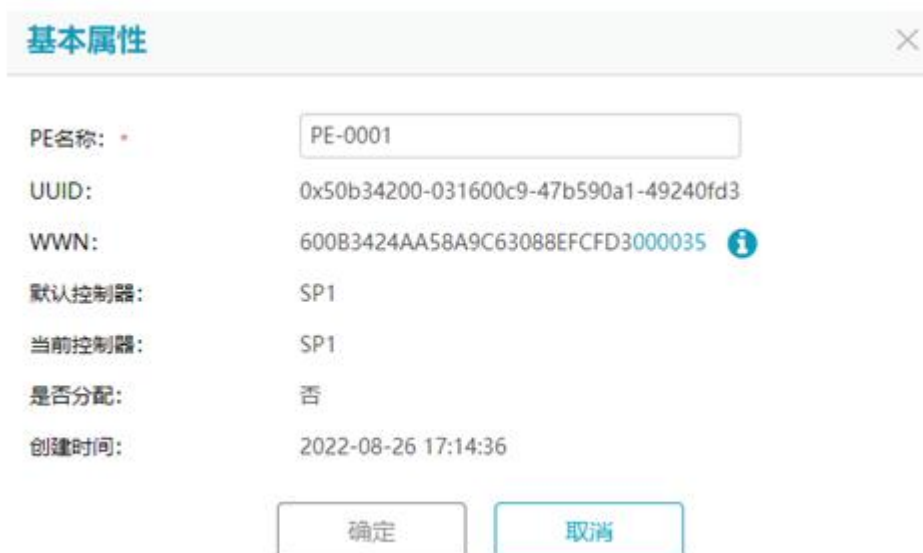 基本属性
PE名称： * PE-0001
UUID： 0x50b34200-031600c9-47b590a1-49240fd3
WWN： 600B3424AA58A9C63088EFCFD3000035
默认控制器： SP1
当前控制器： SP1
是否分配： 否
创建时间： 2022-08-26 17:14:36
确定 取消